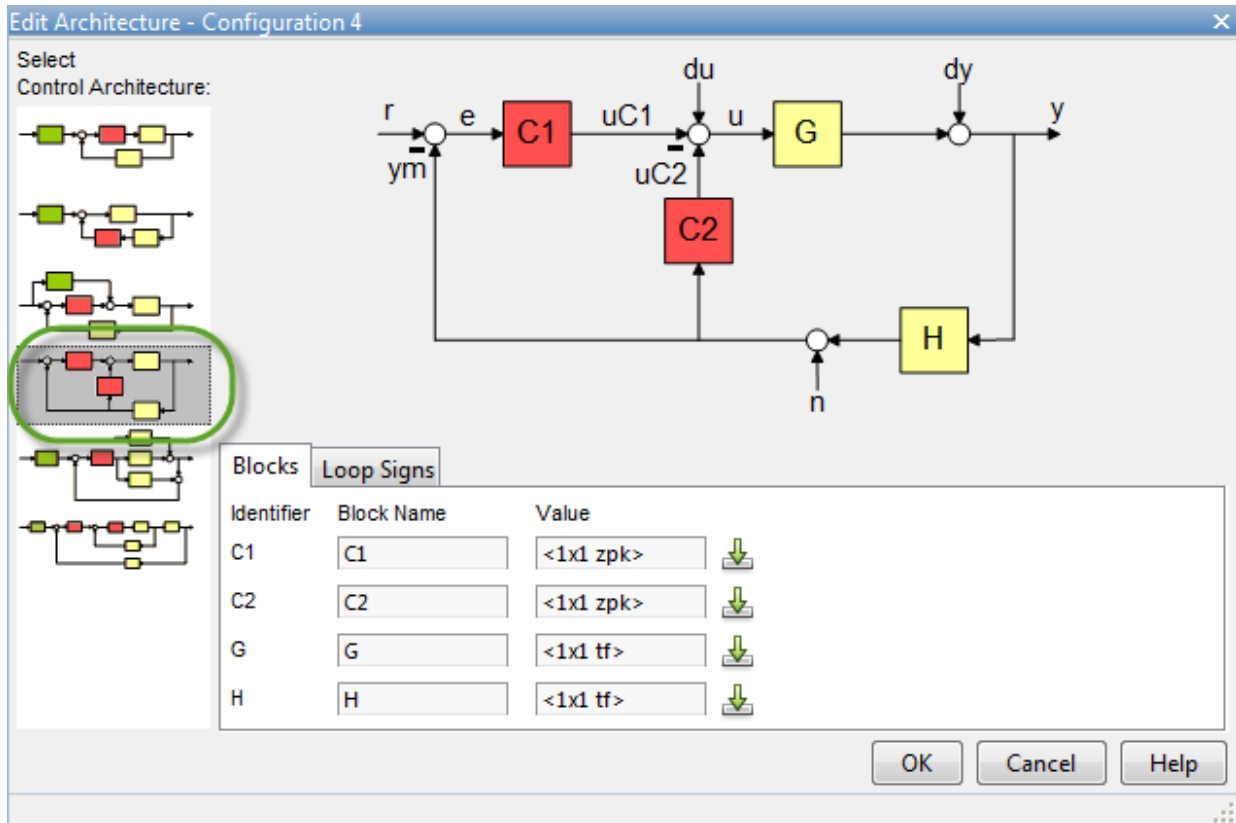 Edit Architecture - Configuration 4
Select
Control Architecture:
du
dy
r
e
C1
uC1
u
G
y
ym
uC2
C2
H
n
Blocks
Loop Signs
Identifier Block Name Value
C1 C1 <1x1 zpk>
C2 C2 <1x1 zpk>
G G <1x1 tf>
H H <1x1 tf>
OK Cancel Help